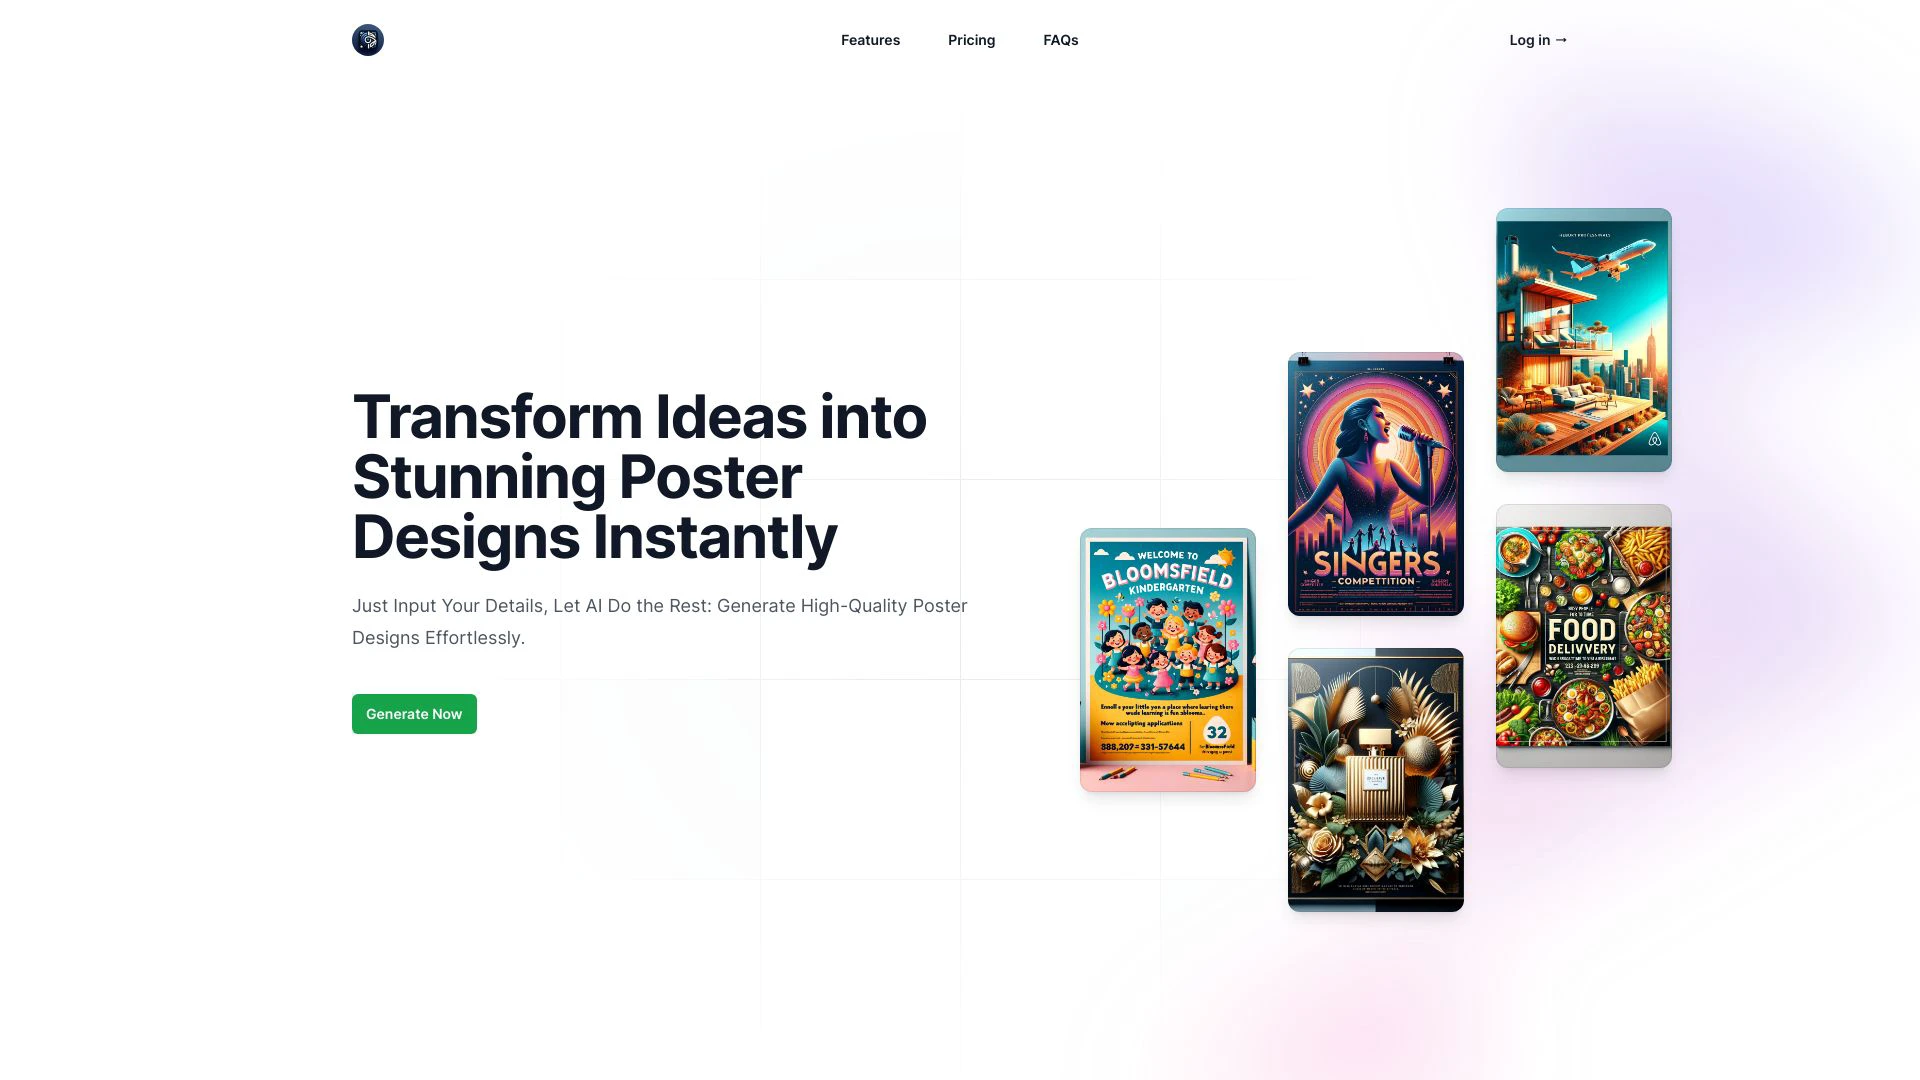 Features
Pricing
FAQs
Log in →
Transform Ideas into
Stunning Poster
Designs Instantly
Just Input Your Details, Let AI Do the Rest: Generate High-Quality Poster
Designs Effortlessly.
Generate Now
WELCOME TO
BLOOMSFIELD
KINDERGARTEN
Now accelipting applications
32
888,207=331-57644
SINGERS
COMPETTITION
FOOD
DELIVVERY